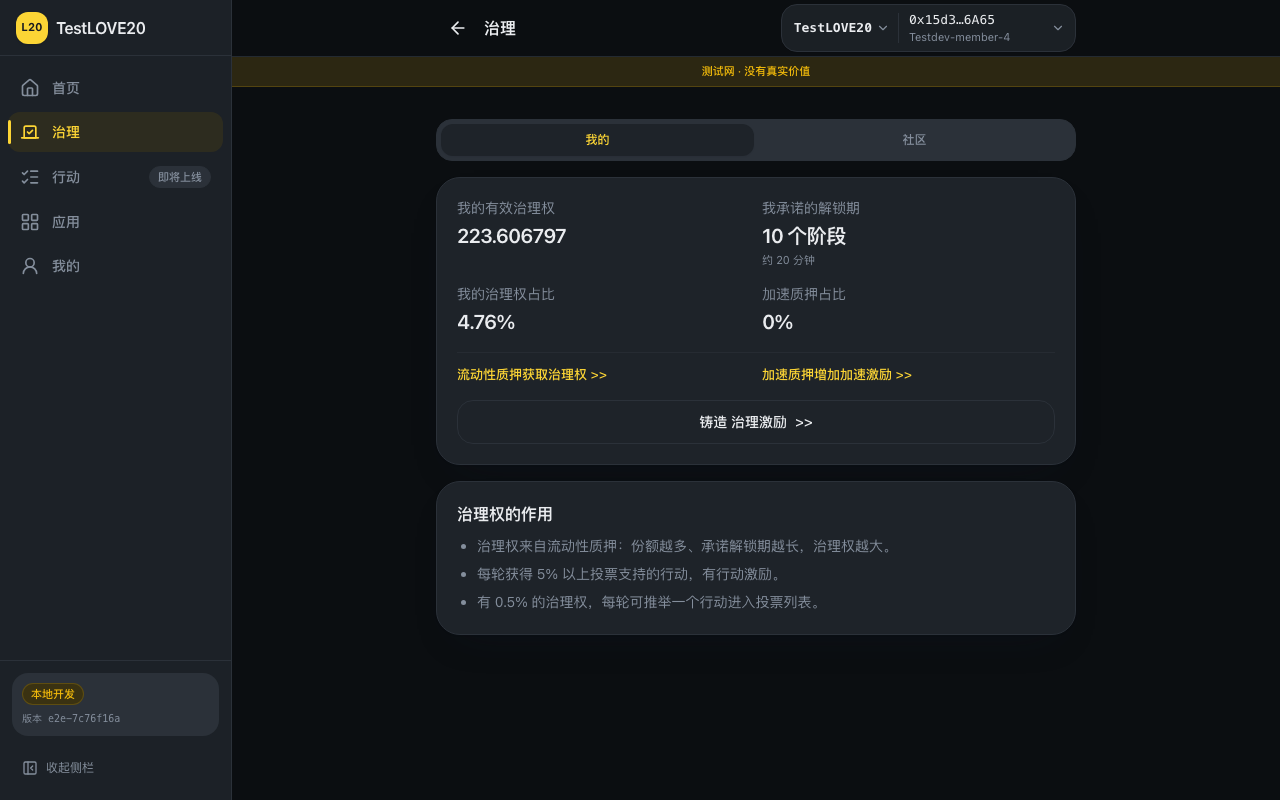 L20 TestLOVE20
首页
治理
行动 即将上线
应用
我的
本地开发
版本 e2e-7c76f16a
收起侧栏
治理
TestLOVE20
0x15d3…6A65
Testdev-member-4
测试网 · 没有真实价值
我的 社区
我的有效治理权
223.606797
我承诺的解锁期
10 个阶段
约 20 分钟
我的治理权占比
4.76%
加速质押占比
0%
流动性质押获取治理权 >>
加速质押增加加速激励 >>
铸造 治理激励 >>
治理权的作用
• 治理权来自流动性质押：份额越多、承诺解锁期越长，治理权越大。
• 每轮获得 5% 以上投票支持的行动，有行动激励。
• 有 0.5% 的治理权，每轮可推举一个行动进入投票列表。